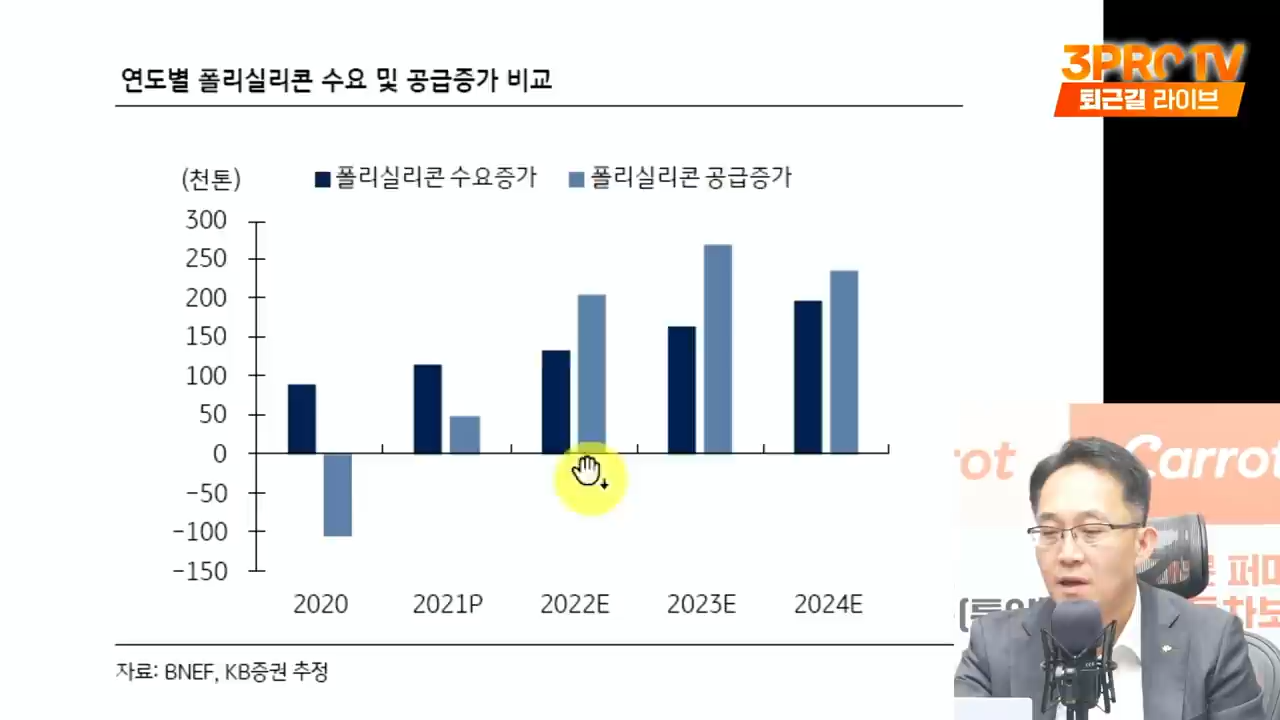 연도별 폴리실리콘 수요 및 공급증가 비교
3PRO TV
퇴근길 라이브
(천톤)
폴리실리콘 수요증가
폴리실리콘 공급증가
300
250
200
150
100
50
0
-50
-100
-150
2020
2021P
2022E
2023E
2024E
자료: BNEF, KB증권 추정
rot
Carrot